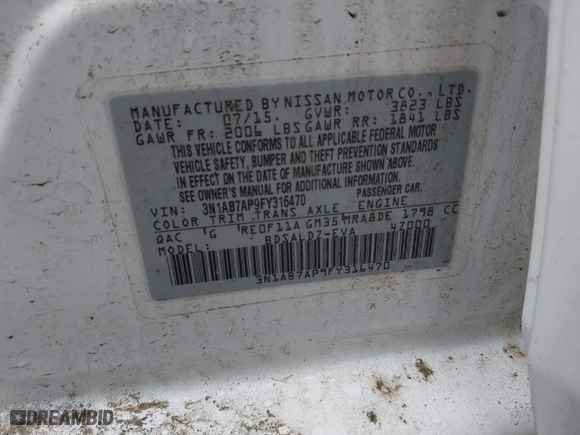 MANUFACTURED BY NISSAN MOTOR CO., LTD.
DATE: 07/15. GVWR: 3823 LBS
GAWR FR: 2006 LBS GAWR RR: 1841 LBS
THIS VEHICLE CONFORMS TO ALL APPLICABLE FEDERAL MOTOR
VEHICLE SAFETY, BUMPER AND THEFT PREVENTION STANDARDS
IN EFFECT ON THE DATE OF MANUFACTURE SHOWN ABOVE.
SEE OWNER'S MANUAL FOR ADDITIONAL INFORMATION.
VIN: 3N1AB7AP9FY316470 PASSENGER CAR
COLOR TRIM TRANS AXLE ENGINE
QAC G RE0F11A GM35 MRA8DE 1798 CC
MODEL: BDSALDZ-EVA 47000
3N1AB7AP9FY316470
DREAMBID